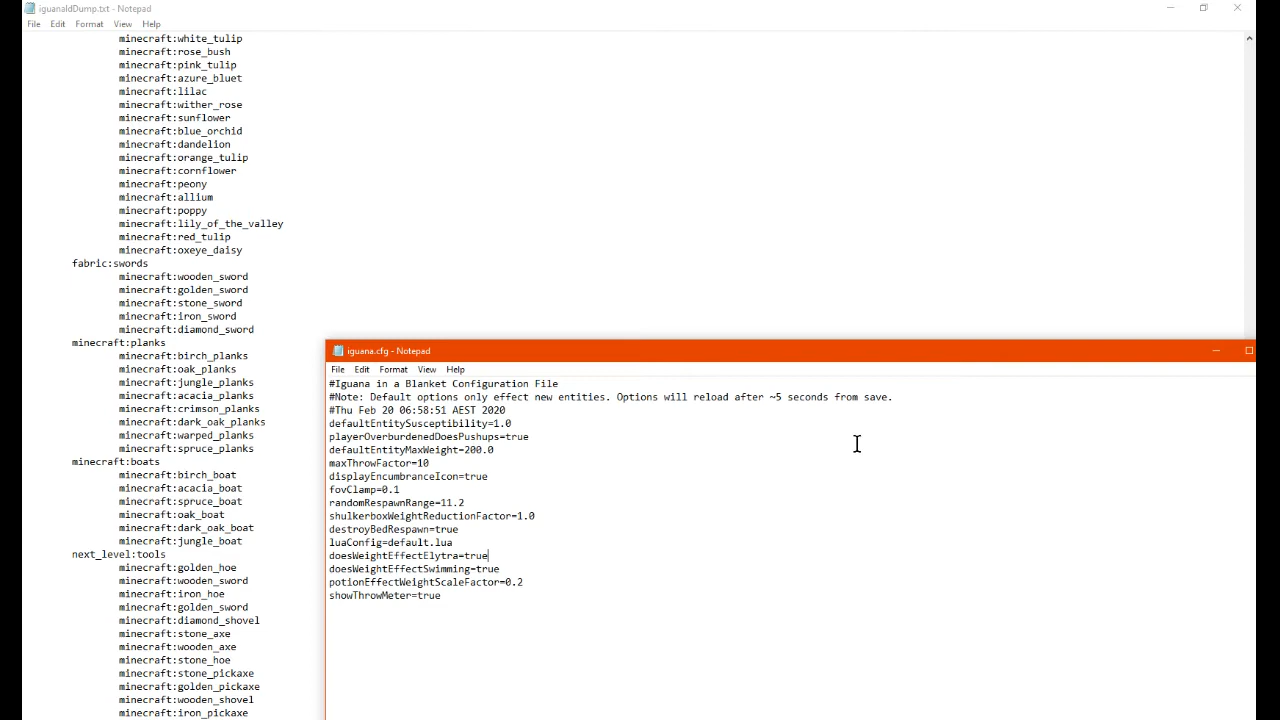 iguanaIdDump.txt - Notepad
File Edit Format View Help
minecraft:white_tulip
minecraft:rose_bush
minecraft:pink_tulip
minecraft:azure_bluet
minecraft:lilac
minecraft:wither_rose
minecraft:sunflower
minecraft:blue_orchid
minecraft:dandelion
minecraft:orange_tulip
minecraft:cornflower
minecraft:peony
minecraft:allium
minecraft:poppy
minecraft:lily_of_the_valley
minecraft:red_tulip
minecraft:oxeye_daisy
fabric:swords
minecraft:wooden_sword
minecraft:golden_sword
minecraft:stone_sword
minecraft:iron_sword
minecraft:diamond_sword
minecraft:planks
minecraft:birch_planks
minecraft:oak_planks
minecraft:jungle_planks
minecraft:acacia_planks
minecraft:crimson_planks
minecraft:dark_oak_planks
minecraft:warped_planks
minecraft:spruce_planks
minecraft:boats
minecraft:birch_boat
minecraft:acacia_boat
minecraft:spruce_boat
minecraft:oak_boat
minecraft:dark_oak_boat
minecraft:jungle_boat
next_level:tools
minecraft:golden_hoe
minecraft:wooden_sword
minecraft:iron_hoe
minecraft:golden_sword
minecraft:diamond_shovel
minecraft:stone_axe
minecraft:wooden_axe
minecraft:stone_hoe
minecraft:stone_pickaxe
minecraft:golden_pickaxe
minecraft:wooden_shovel
minecraft:iron_pickaxe
iguana.cfg - Notepad
File Edit Format View Help
#Iguana in a Blanket Configuration File
#Note: Default options only effect new entities. Options will reload after ~5 seconds from save.
#Thu Feb 20 06:58:51 AEST 2020
defaultEntitySusceptibility=1.0
playerOverburdenedDoesPushups=true
defaultEntityMaxWeight=200.0
maxThrowFactor=10
displayEncumbranceIcon=true
fovClamp=0.1
randomRespawnRange=11.2
shulkerboxWeightReductionFactor=1.0
destroyBedRespawn=true
luaConfig=default.lua
doesWeightEffectElytra=true
doesWeightEffectSwimming=true
potionEffectWeightScaleFactor=0.2
showThrowMeter=true